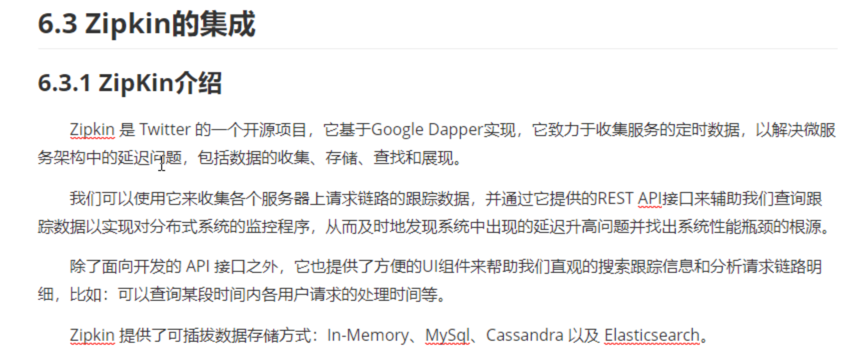 6.3 Zipkin的集成
6.3.1 ZipKin介绍
Zipkin 是 Twitter 的一个开源项目，它基于Google Dapper实现，它致力于收集服务的定时数据，以解决微服
务架构中的延迟问题，包括数据的收集、存储、查找和展现。
我们可以使用它来收集各个服务器上请求链路的跟踪数据，并通过它提供的REST API接口来辅助我们查询跟
踪数据以实现对分布式系统的监控程序，从而及时地发现系统中出现的延迟升高问题并找出系统性能瓶颈的根源。
除了面向开发的 API 接口之外，它也提供了方便的UI组件来帮助我们直观的搜索跟踪信息和分析请求链路明
细，比如：可以查询某段时间内各用户请求的处理时间等。
Zipkin 提供了可插拔数据存储方式：In-Memory、MySql、Cassandra 以及 Elasticsearch。